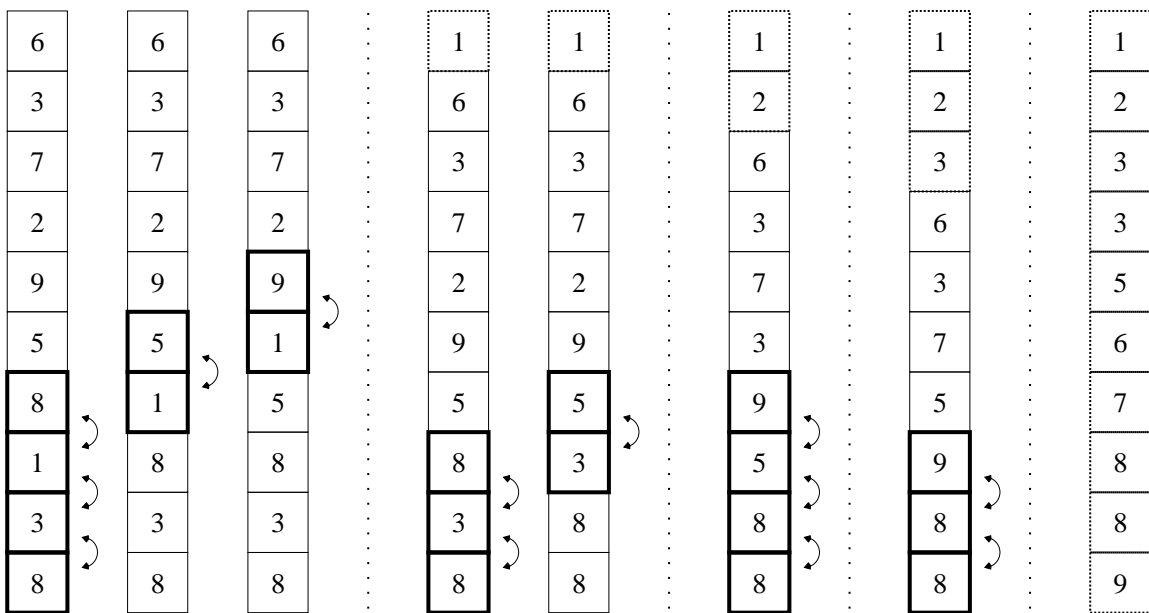 6 6 6 1 1 1 1 1
3 3 3 6 6 2 2 2
7 7 7 3 3 6 3 3
2 2 2 7 7 3 6 3
9 9 9 2 2 7 3 5
5 5 1 9 9 3 7 6
8 1 5 5 5 9 5 7
1 8 8 8 3 5 9 8
3 3 3 3 8 8 8 8
8 8 8 8 8 8 8 9